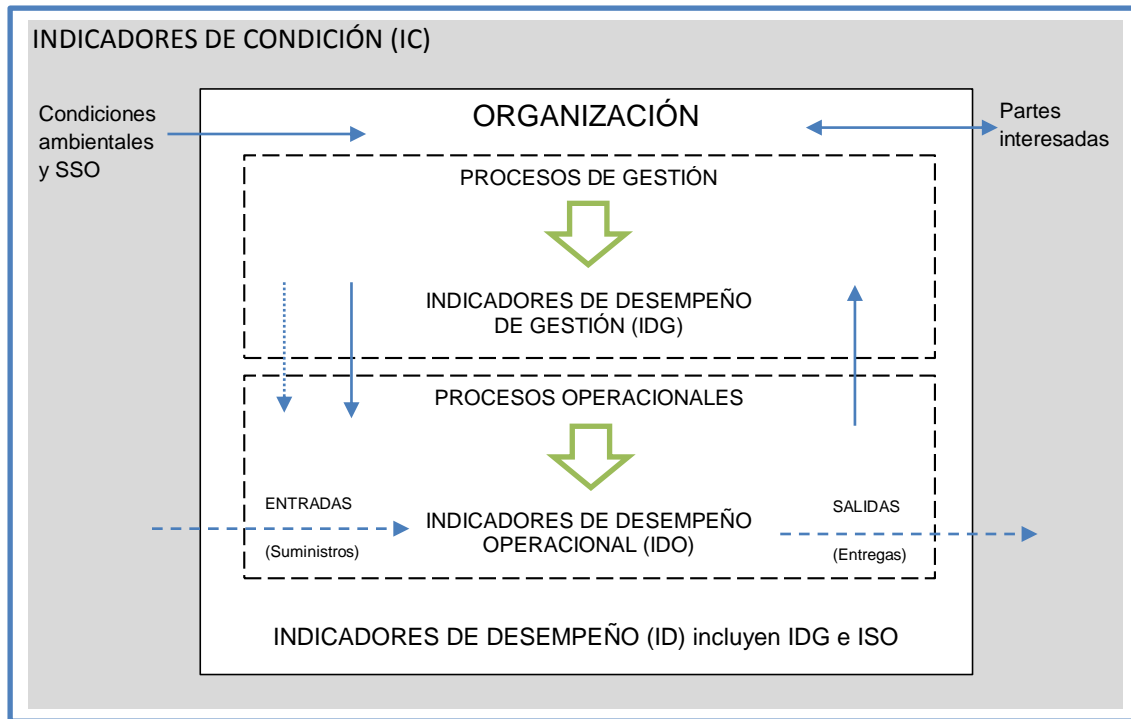 INDICADORES DE CONDICIÓN (IC)
Condiciones
ambientales
y SSO
ORGANIZACIÓN
Partes
interesadas
PROCESOS DE GESTIÓN
INDICADORES DE DESEMPEÑO
DE GESTIÓN (IDG)
PROCESOS OPERACIONALES
ENTRADAS
(Suministros)
INDICADORES DE DESEMPEÑO
OPERACIONAL (IDO)
SALIDAS
(Entregas)
INDICADORES DE DESEMPEÑO (ID) incluyen IDG e ISO